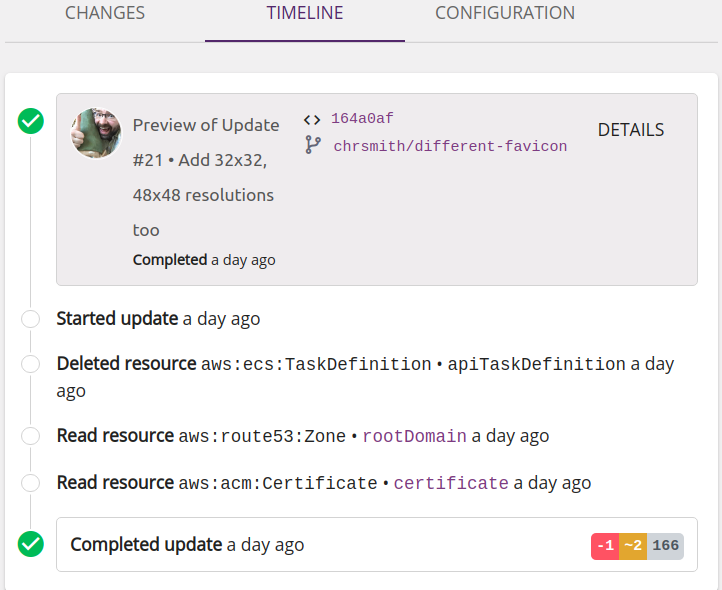 CHANGES TIMELINE CONFIGURATION
Preview of Update
#21 • Add 32x32,
48x48 resolutions
too
Completed a day ago
164a0af
chrsmith/different-favicon
DETAILS
Started update a day ago
Deleted resource aws:ecs:TaskDefinition • apiTaskDefinition a day
ago
Read resource aws:route53:Zone • rootDomain a day ago
Read resource aws:acm:Certificate • certificate a day ago
Completed update a day ago -1 ~2 166